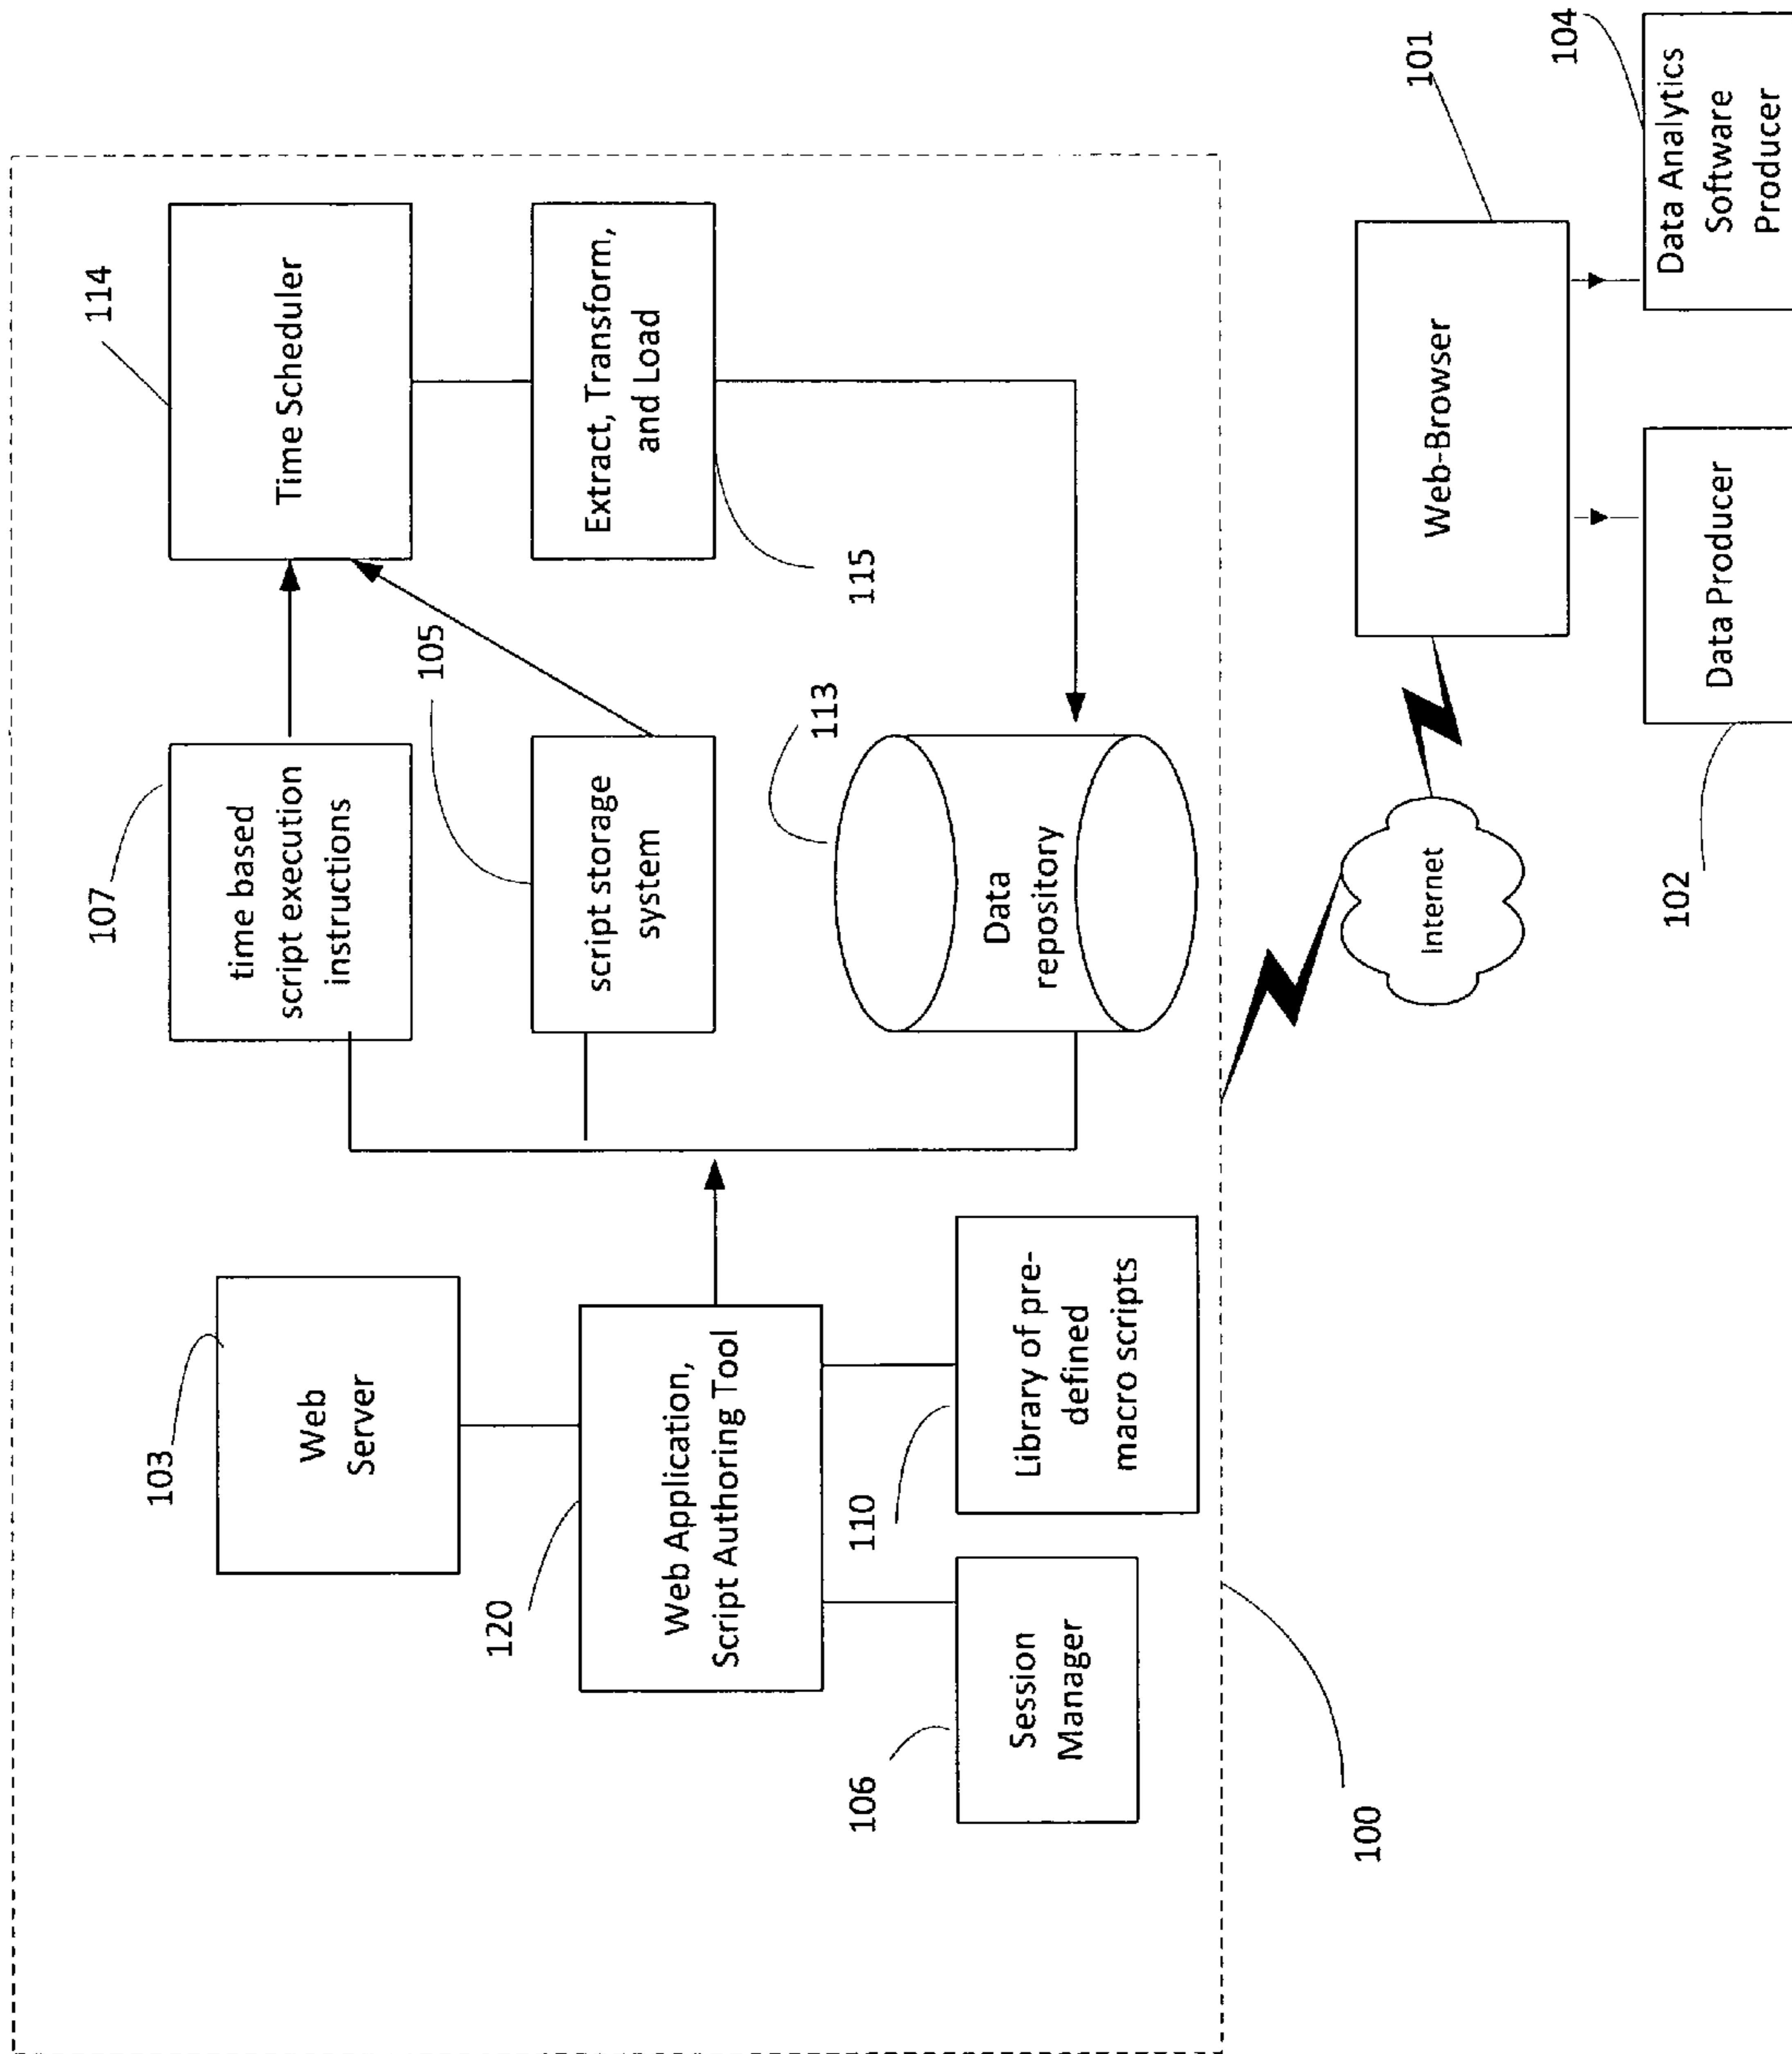 103
Web
Server
120
Web Application,
Script Authoring Tool
106
Session
Manager
110
Library of pre-
defined
macro scripts
107
time based
script execution
instructions
105
script storage
system
113
Data
repository
114
Time Scheduler
115
Extract, Transform,
and Load
100
Internet
101
Web-Browser
102
Data Producer
104
Data Analytics
Software
Producer